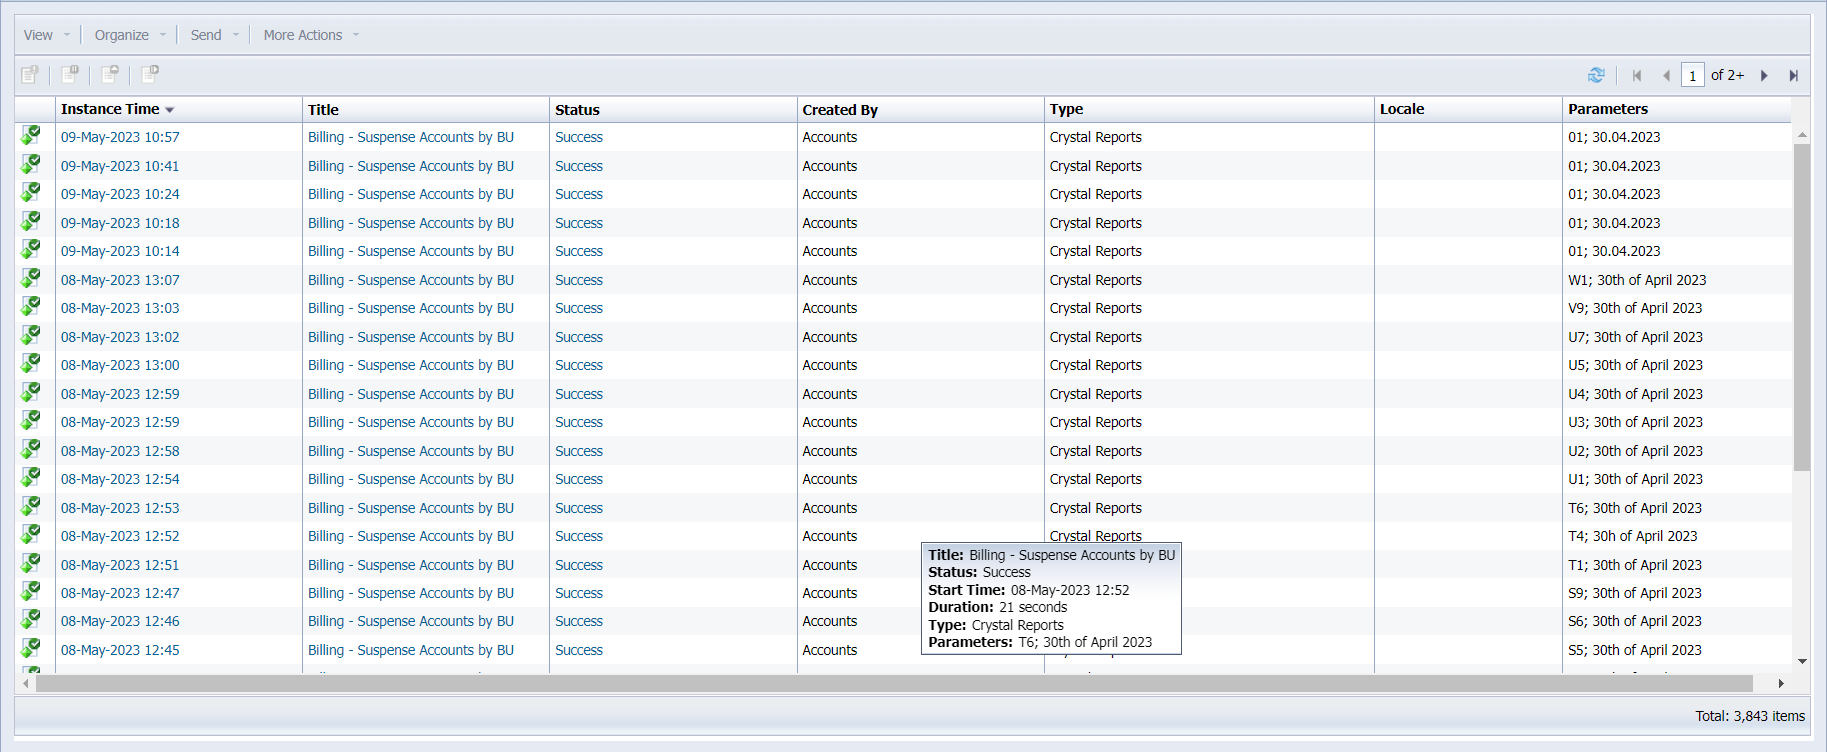 View Organize Send More Actions
1 of 2+
Instance Time Title Status Created By Type Locale Parameters
09-May-2023 10:57 Billing - Suspense Accounts by BU Success Accounts Crystal Reports 01; 30.04.2023
09-May-2023 10:41 Billing - Suspense Accounts by BU Success Accounts Crystal Reports 01; 30.04.2023
09-May-2023 10:24 Billing - Suspense Accounts by BU Success Accounts Crystal Reports 01; 30.04.2023
09-May-2023 10:18 Billing - Suspense Accounts by BU Success Accounts Crystal Reports 01; 30.04.2023
09-May-2023 10:14 Billing - Suspense Accounts by BU Success Accounts Crystal Reports 01; 30.04.2023
08-May-2023 13:07 Billing - Suspense Accounts by BU Success Accounts Crystal Reports W1; 30th of April 2023
08-May-2023 13:03 Billing - Suspense Accounts by BU Success Accounts Crystal Reports V9; 30th of April 2023
08-May-2023 13:02 Billing - Suspense Accounts by BU Success Accounts Crystal Reports U7; 30th of April 2023
08-May-2023 13:00 Billing - Suspense Accounts by BU Success Accounts Crystal Reports U5; 30th of April 2023
08-May-2023 12:59 Billing - Suspense Accounts by BU Success Accounts Crystal Reports U4; 30th of April 2023
08-May-2023 12:59 Billing - Suspense Accounts by BU Success Accounts Crystal Reports U3; 30th of April 2023
08-May-2023 12:58 Billing - Suspense Accounts by BU Success Accounts Crystal Reports U2; 30th of April 2023
08-May-2023 12:54 Billing - Suspense Accounts by BU Success Accounts Crystal Reports U1; 30th of April 2023
08-May-2023 12:53 Billing - Suspense Accounts by BU Success Accounts Crystal Reports T6; 30th of April 2023
08-May-2023 12:52 Billing - Suspense Accounts by BU Success Accounts Crystal Reports T4; 30h of April 2023
08-May-2023 12:51 Billing - Suspense Accounts by BU Success Accounts T1; 30th of April 2023
08-May-2023 12:47 Billing - Suspense Accounts by BU Success Accounts S9; 30th of April 2023
08-May-2023 12:46 Billing - Suspense Accounts by BU Success Accounts S6; 30th of April 2023
08-May-2023 12:45 Billing - Suspense Accounts by BU Success Accounts S5; 30th of April 2023
Title: Billing - Suspense Accounts by BU
Status: Success
Start Time: 08-May-2023 12:52
Duration: 21 seconds
Type: Crystal Reports
Parameters: T6; 30th of April 2023
Total: 3,843 items